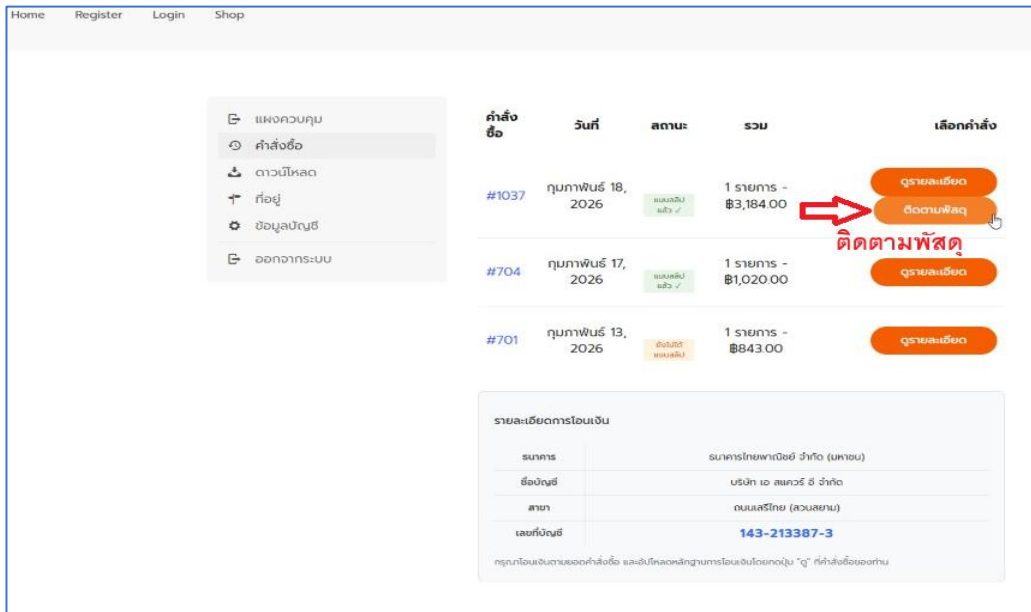 Home Register Login Shop
แผงควบคุม
คำสั่งซื้อ
ดาวน์โหลด
ที่อยู่
ข้อมูลบัญชี
ออกจากระบบ
คำสั่ง
ซื้อ
วันที่ สถานะ รวม เลือกคำสั่ง
#1037
กุมภาพันธ์ 18,
2026
แนบสลิป
แล้ว ✓
1 รายการ -
฿3,184.00
ดูรายละเอียด
ติดตามพัสดุ
ติดตามพัสดุ
#704
กุมภาพันธ์ 17,
2026
แนบสลิป
แล้ว ✓
1 รายการ -
฿1,020.00
ดูรายละเอียด
#701
กุมภาพันธ์ 13,
2026
ยังไม่ได้
แนบสลิป
1 รายการ -
฿843.00
ดูรายละเอียด
รายละเอียดการโอนเงิน
ธนาคาร ธนาคารไทยพาณิชย์ จำกัด (มหาชน)
ชื่อบัญชี บริษัท เอ สแควร์ อี จำกัด
สาขา ถนนเสรีไทย (สวนสยาม)
เลขที่บัญชี 143-213387-3
กรุณาโอนเงินตามยอดคำสั่งซื้อ และอัปโหลดหลักฐานการโอนเงินโดยกดปุ่ม "ดู" ที่คำสั่งซื้อของท่าน